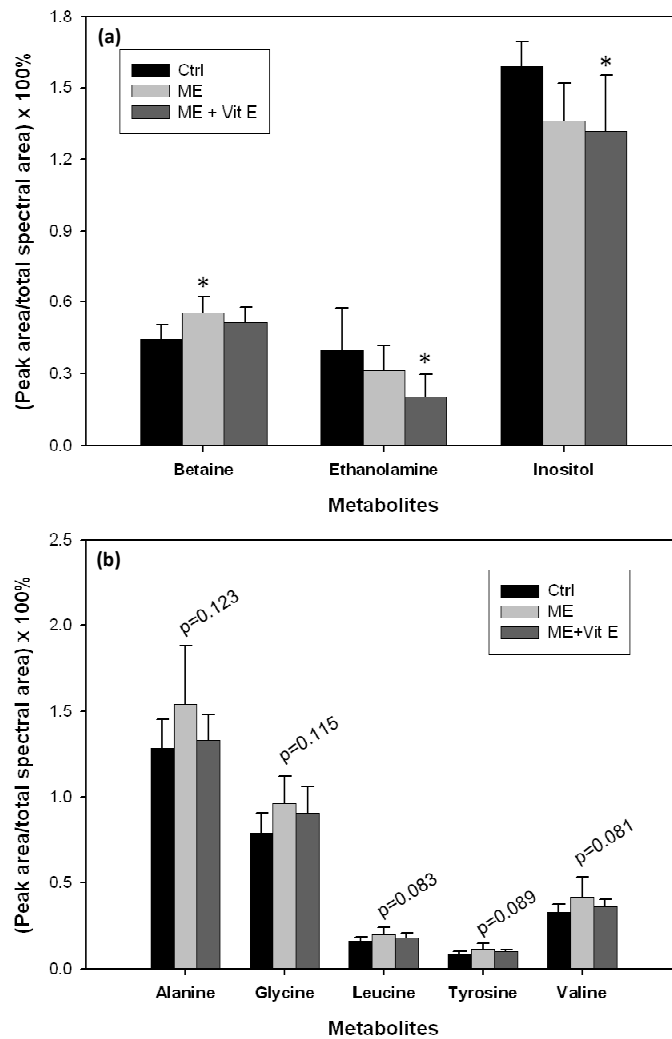 (a)
Ctrl
ME
ME + Vit E
(Peak area/total spectral area) x 100%
1.8
1.5
1.2
0.9
0.6
0.3
0.0
*
*
*
Betaine Ethanolamine Inositol
Metabolites
(b)
Ctrl
ME
ME+Vit E
(Peak area/total spectral area) x 100%
2.5
2.0
1.5
1.0
0.5
0.0
p=0.123
p=0.115
p=0.083
p=0.089
p=0.081
Alanine Glycine Leucine Tyrosine Valine
Metabolites